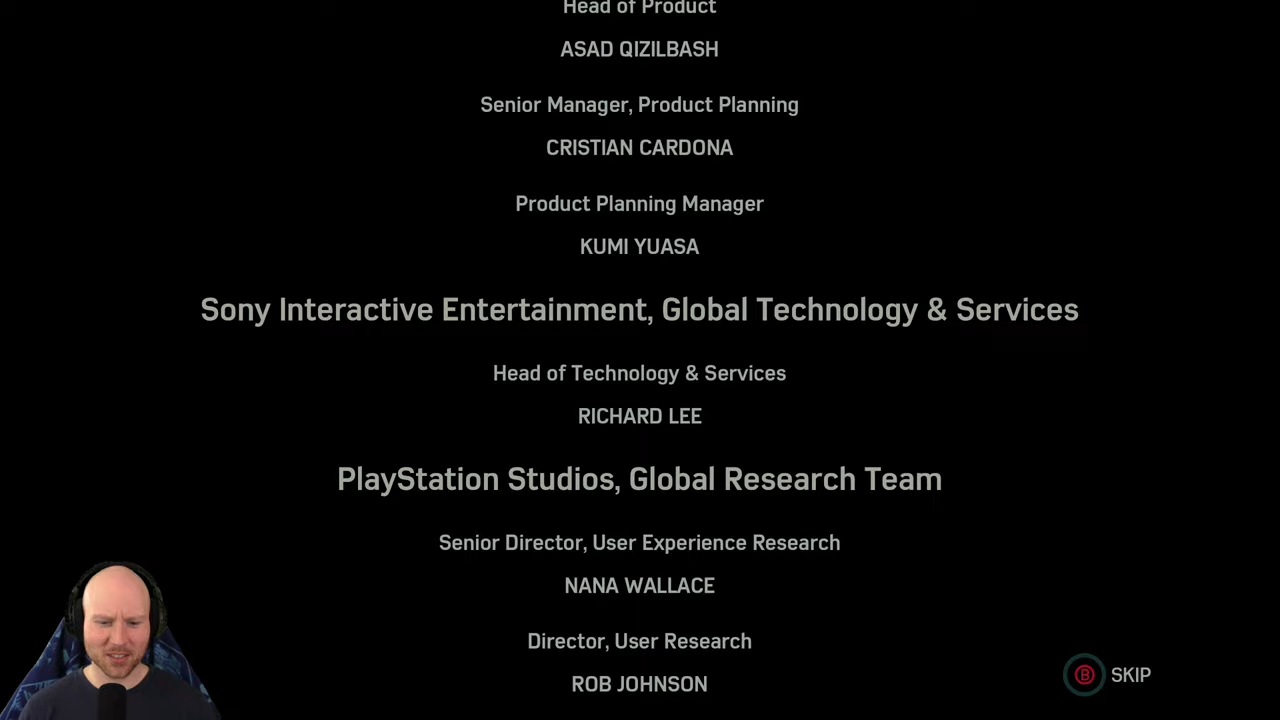 Head of Product
ASAD QIZILBASH
Senior Manager, Product Planning
CRISTIAN CARDONA
Product Planning Manager
KUMI YUASA
Sony Interactive Entertainment, Global Technology & Services
Head of Technology & Services
RICHARD LEE
PlayStation Studios, Global Research Team
Senior Director, User Experience Research
NANA WALLACE
Director, User Research
ROB JOHNSON
B SKIP